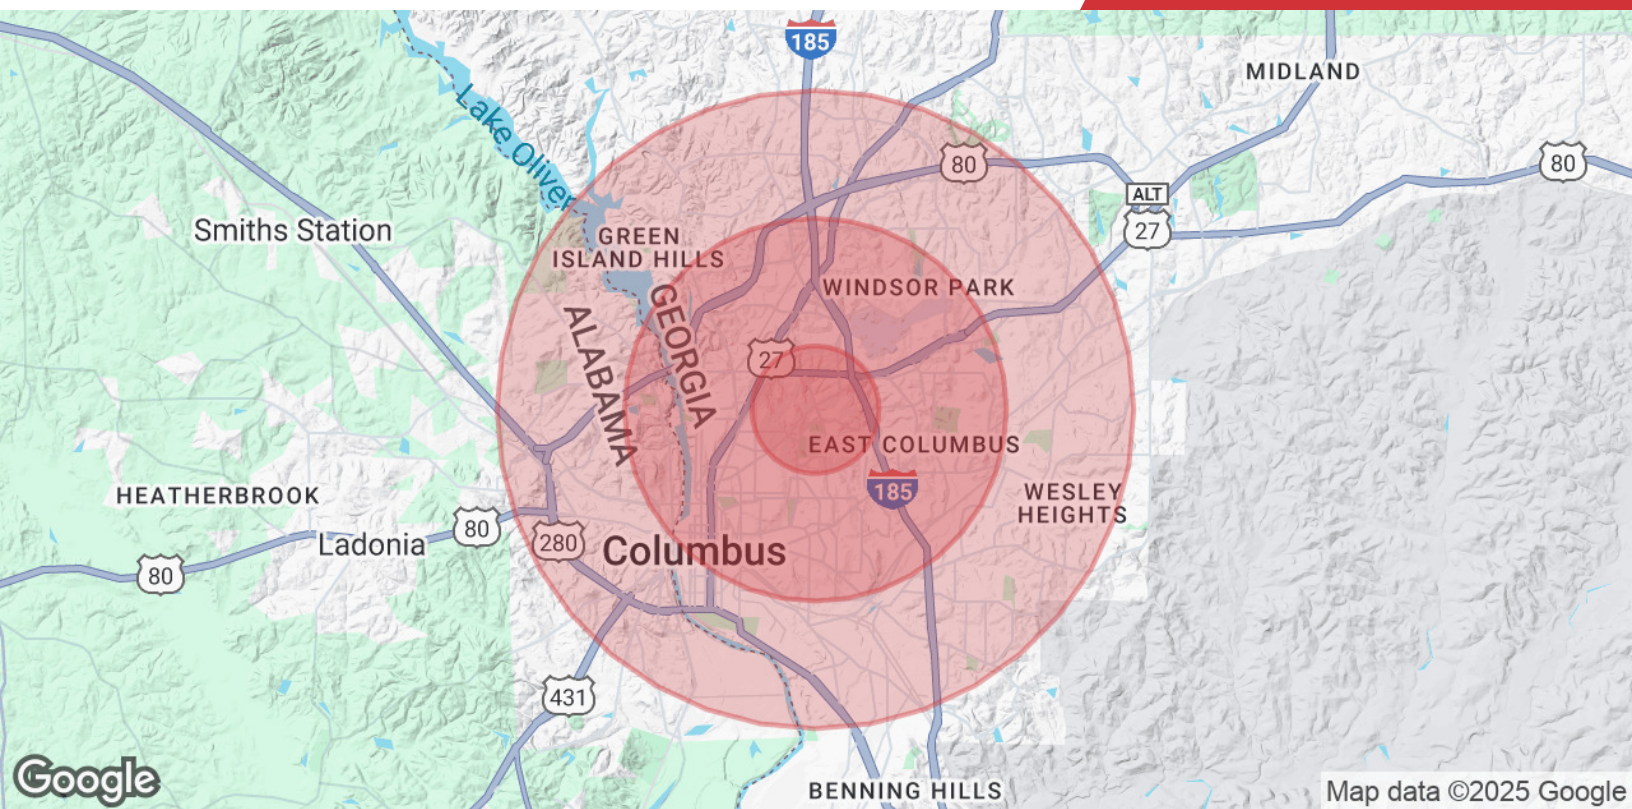 185
MIDLAND
80
80
Lake Oliver
ALT
27
Smiths Station
GREEN
ISLAND HILLS
WINDSOR PARK
GEORGIA
ALABAMA
27
EAST COLUMBUS
185
HEATHERBROOK
WESLEY
HEIGHTS
80
Ladonia
280
Columbus
80
431
Google
BENNING HILLS
Map data ©2025 Google